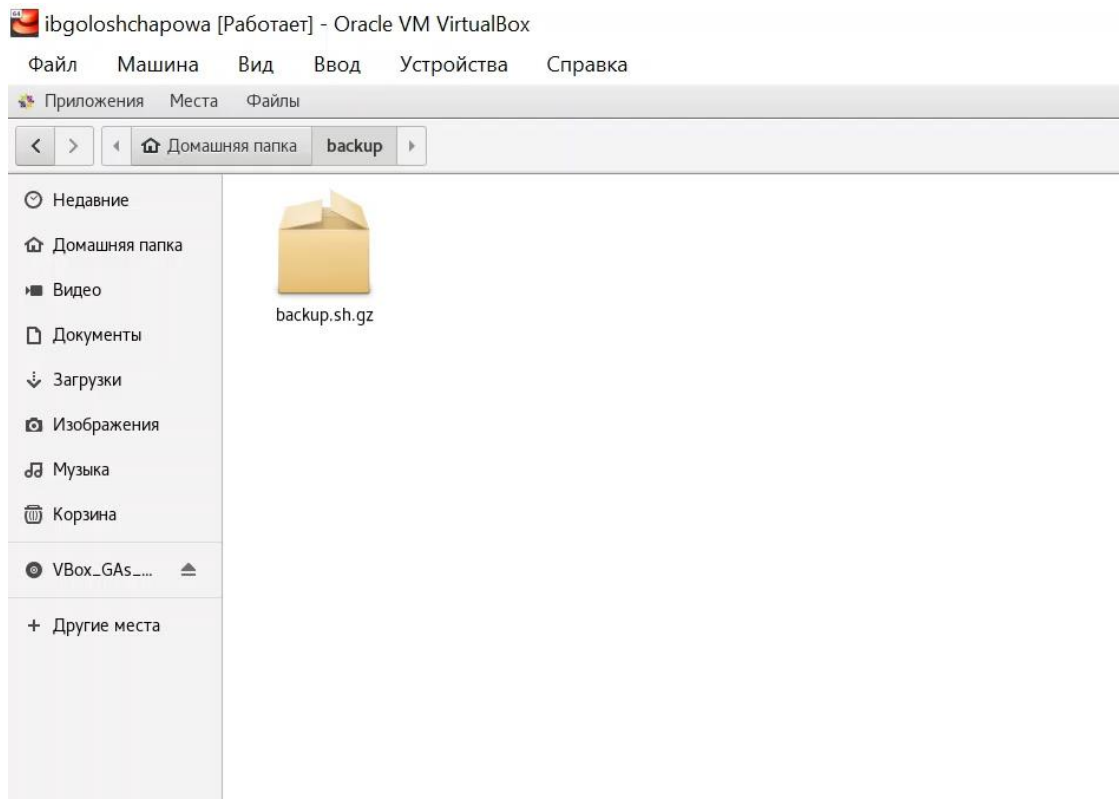 ibgoloshchapowa [Работает] - Oracle VM VirtualBox
Файл Машина Вид Ввод Устройства Справка
Приложения Места Файлы
Домашняя папка backup
Недавние
Домашняя папка
Видео
Документы
Загрузки
Изображения
Музыка
Корзина
VBox_GAs_...
Другие места
backup.sh.gz